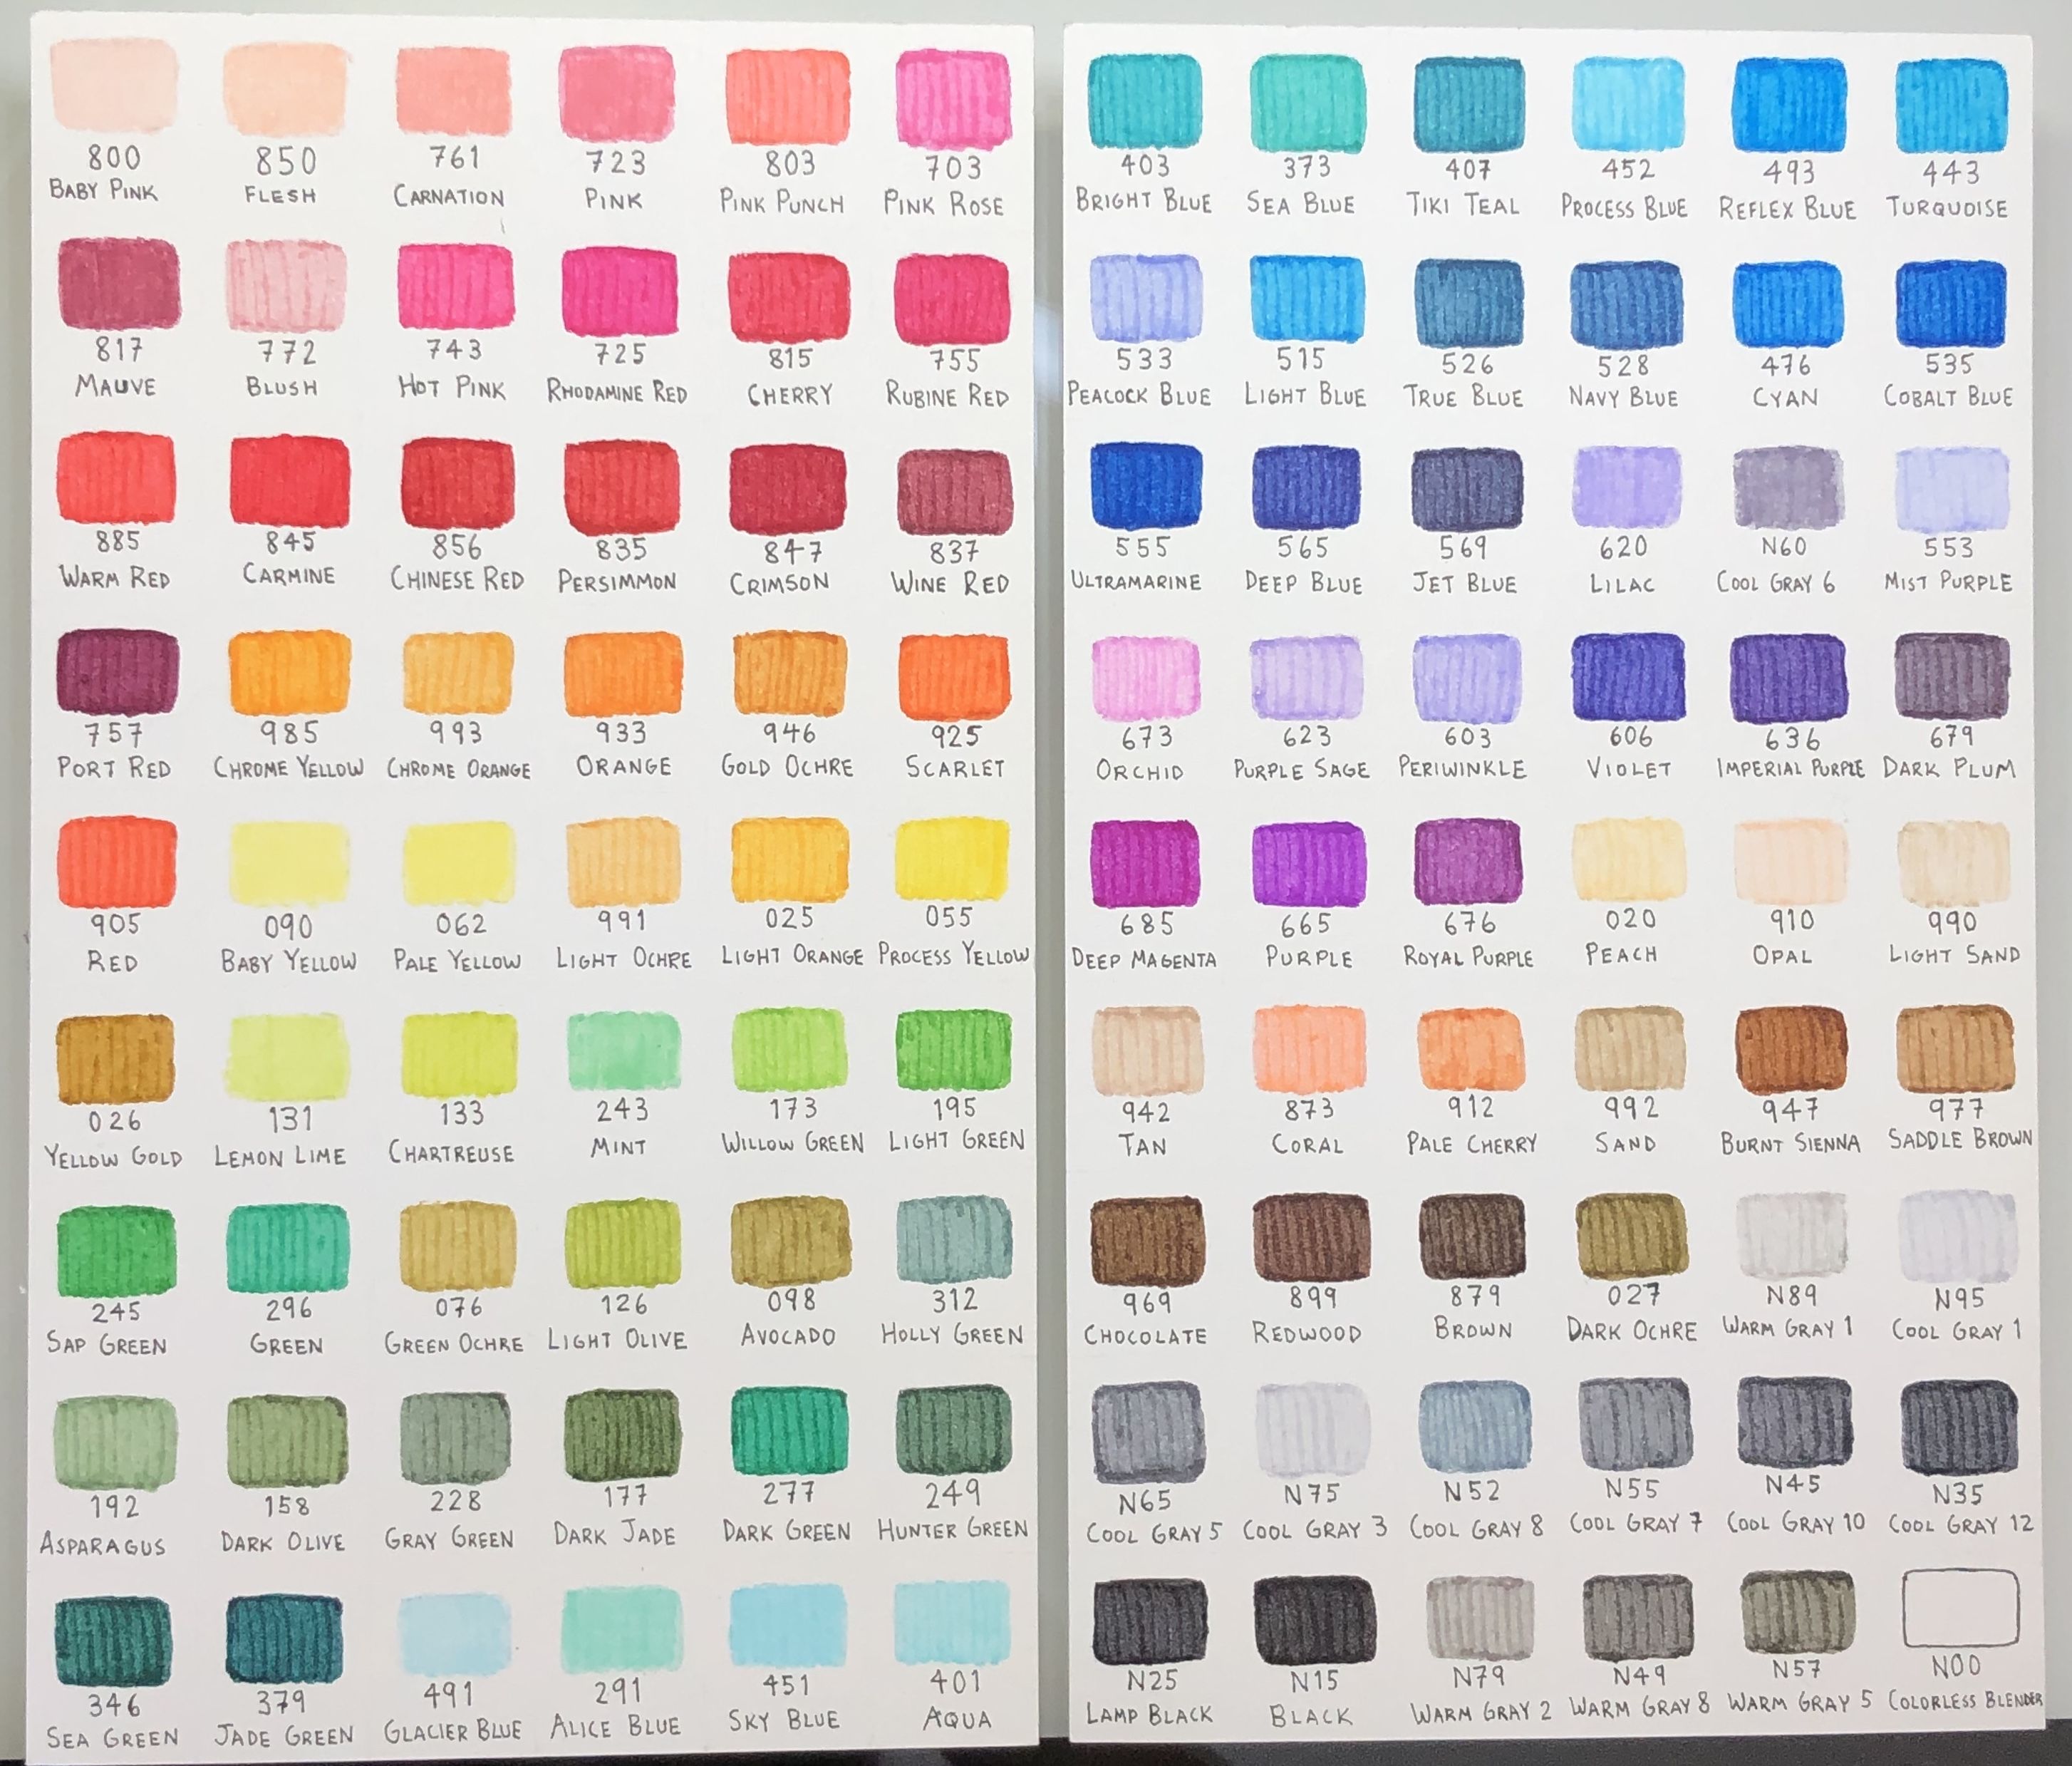 800 850 761 723 803 703
BABY PINK FLESH CARNATION PINK PINK PUNCH PINK ROSE
817 772 743 725 815 755
MAUVE BLUSH HOT PINK RHODAMINE RED CHERRY RUBINE RED
885 845 856 835 847 837
WARM RED CARMINE CHINESE RED PERSIMMON CRIMSON WINE RED
757 985 993 933 946 925
PORT RED CHROME YELLOW CHROME ORANGE ORANGE GOLD OCHRE SCARLET
905 090 062 991 025 055
RED BABY YELLOW PALE YELLOW LIGHT OCHRE LIGHT ORANGE PROCESS YELLOW
026 131 133 243 173 195
YELLOW GOLD LEMON LIME CHARTREUSE MINT WILLOW GREEN LIGHT GREEN
245 296 076 126 098 312
SAP GREEN GREEN GREEN OCHRE LIGHT OLIVE AVOCADO HOLLY GREEN
192 158 228 177 277 249
ASPARAGUS DARK OLIVE GRAY GREEN DARK JADE DARK GREEN HUNTER GREEN
346 379 491 291 451 401
SEA GREEN JADE GREEN GLACIER BLUE ALICE BLUE SKY BLUE AQUA
403 373 407 452 493 443
BRIGHT BLUE SEA BLUE TIKI TEAL PROCESS BLUE REFLEX BLUE TURQUOISE
533 515 526 528 476 535
PEACOCK BLUE LIGHT BLUE TRUE BLUE NAVY BLUE CYAN COBALT BLUE
555 565 569 620 N60 553
ULTRAMARINE DEEP BLUE JET BLUE LILAC COOL GRAY 6 MIST PURPLE
673 623 603 606 636 679
ORCHID PURPLE SAGE PERIWINKLE VIOLET IMPERIAL PURPLE DARK PLUM
685 665 676 020 910 990
DEEP MAGENTA PURPLE ROYAL PURPLE PEACH OPAL LIGHT SAND
942 873 912 992 947 977
TAN CORAL PALE CHERRY SAND BURNT SIENNA SADDLE BROWN
969 899 879 027 N89 N95
CHOCOLATE REDWOOD BROWN DARK OCHRE WARM GRAY 1 COOL GRAY 1
N65 N75 N52 N55 N45 N35
COOL GRAY 5 COOL GRAY 3 COOL GRAY 8 COOL GRAY 7 COOL GRAY 10 COOL GRAY 12
N25 N15 N79 N49 N57 N00
LAMP BLACK BLACK WARM GRAY 2 WARM GRAY 8 WARM GRAY 5 COLORLESS BLENDER